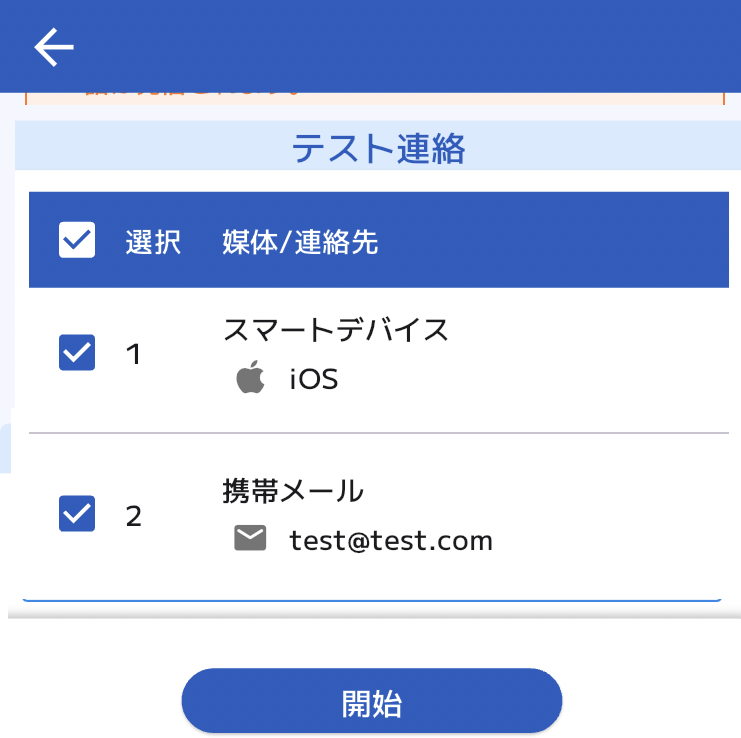 テスト連絡
選択 媒体/連絡先
1 スマートデバイス
iOS
2 携帯メール
test@test.com
開始